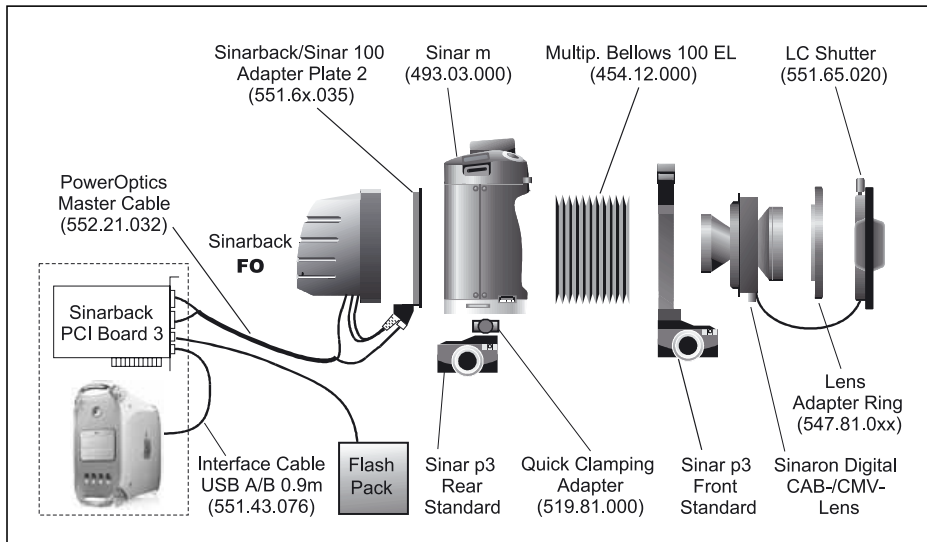 Sinarback/Sinar 100
Adapter Plate 2
(551.6x.035)
Sinar m
(493.03.000)
Multip. Bellows 100 EL
(454.12.000)
LC Shutter
(551.65.020)
PowerOptics
Master Cable
(552.21.032)
Sinarback
FO
Sinarback
PCI Board 3
Interface Cable
USB A/B 0.9m
(551.43.076)
Flash
Pack
Sinar p3
Rear
Standard
Quick Clamping
Adapter
(519.81.000)
Sinar p3
Front
Standard
Lens
Adapter Ring
(547.81.0xx)
Sinaron Digital
CAB-/CMV-
Lens